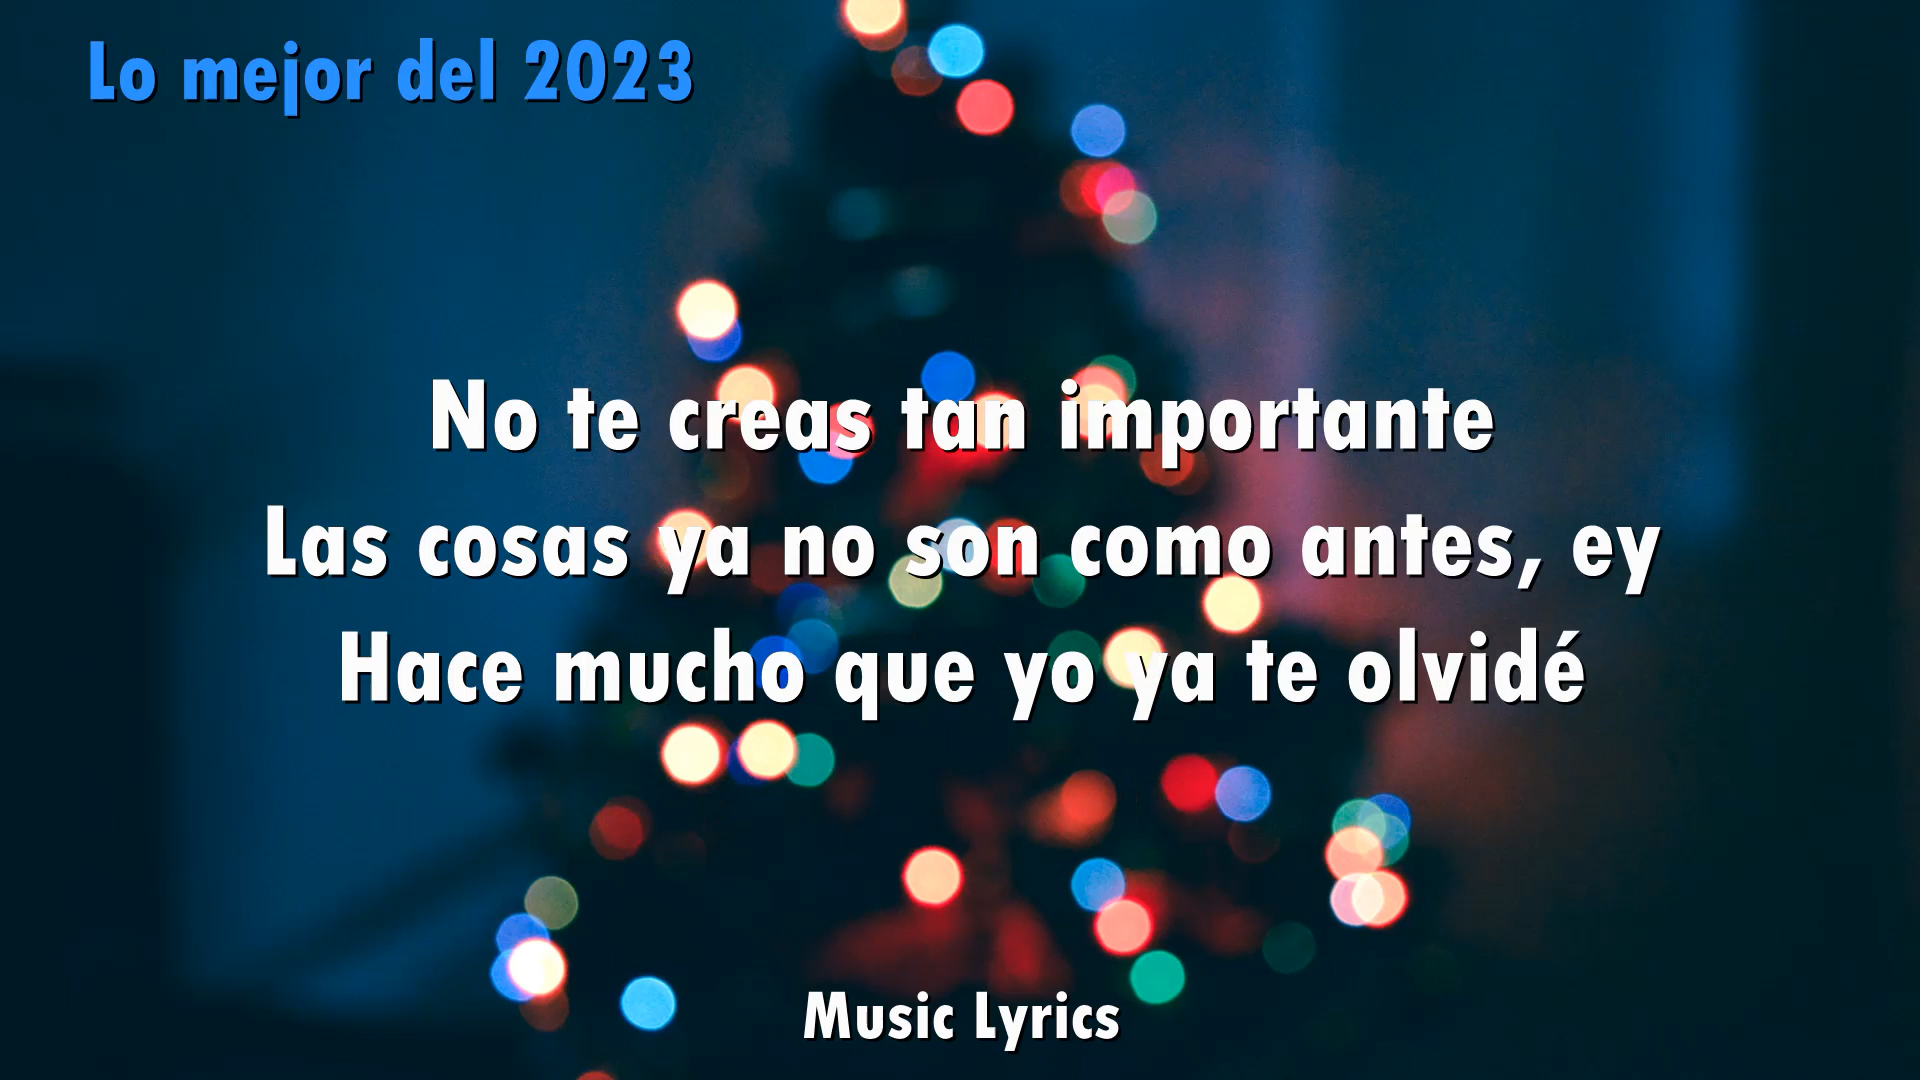 Lo mejor del 2023
No te creas tan importante
Las cosas ya no son como antes, ey
Hace mucho que yo ya te olvidé
Music Lyrics